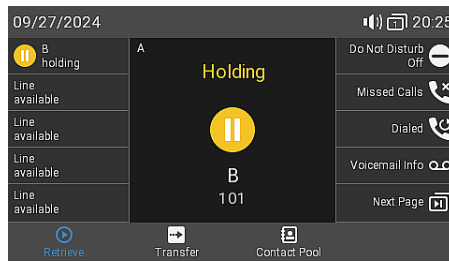 09/27/2024
1
20:25
B
holding
A
Holding
Do Not Disturb
Off
Line
available
Missed Calls
Line
available
Dialed
Line
available
B
101
Voicemail Info
Line
available
Next Page
Retrieve
Transfer
Contact Pool